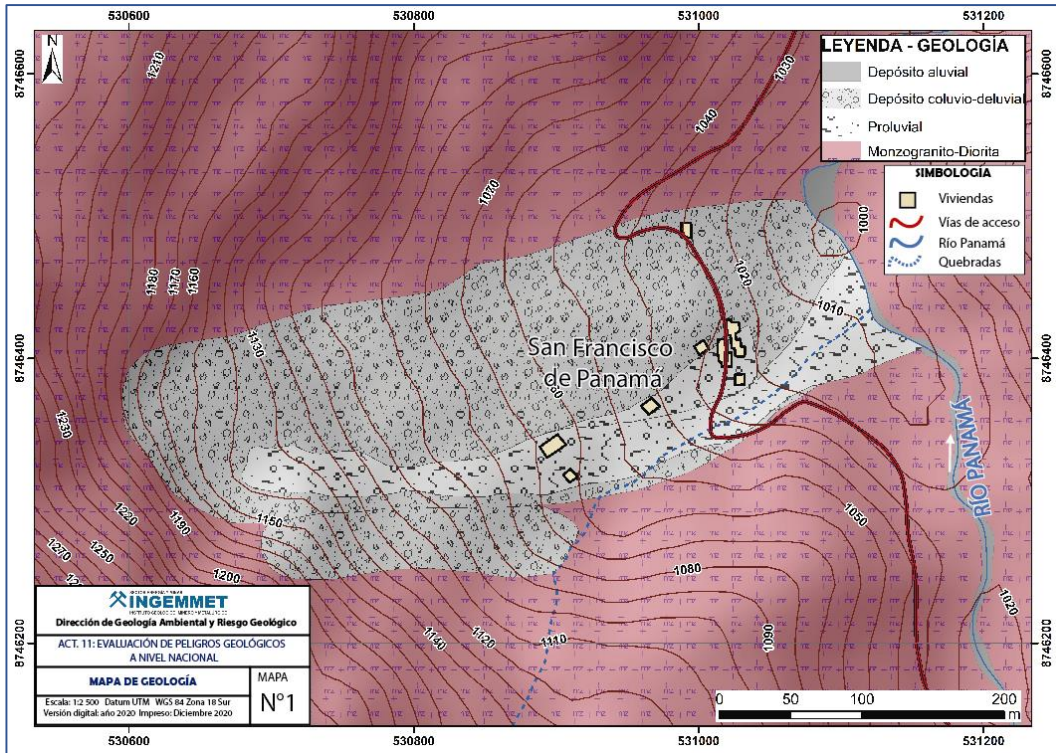 530600
530800
531000
531200
8746600
8746400
8746200
N
LEYENDA - GEOLOGÍA
Depósito aluvial
Depósito coluvio-deluvial
Proluvial
Monzogranito-Diorita
SIMBOLOGÍA
Viviendas
Vías de acceso
Río Panamá
Quebradas
1210
1030
1040
1070
1000
1180
1170
1150
1020
1010
1130
San Francisco
de Panamá
1230
RÍO PANAMÁ
1220
1190
1150
1270
1250
1200
1050
1080
1020
1140
1120
1110
1090
INGEMMET
Dirección de Geología Ambiental y Riesgo Geológico
ACT. 11: EVALUACIÓN DE PELIGROS GEOLÓGICOS
A NIVEL NACIONAL
MAPA DE GEOLOGÍA
Escala: 1:2 500 Datum UTM WGS 84 Zona 18 Sur
Versión digital: año 2020 Impreso: Diciembre 2020
MAPA
N°1
0 50 100 200
m
8746600
8746400
8746200
530600
530800
531000
531200